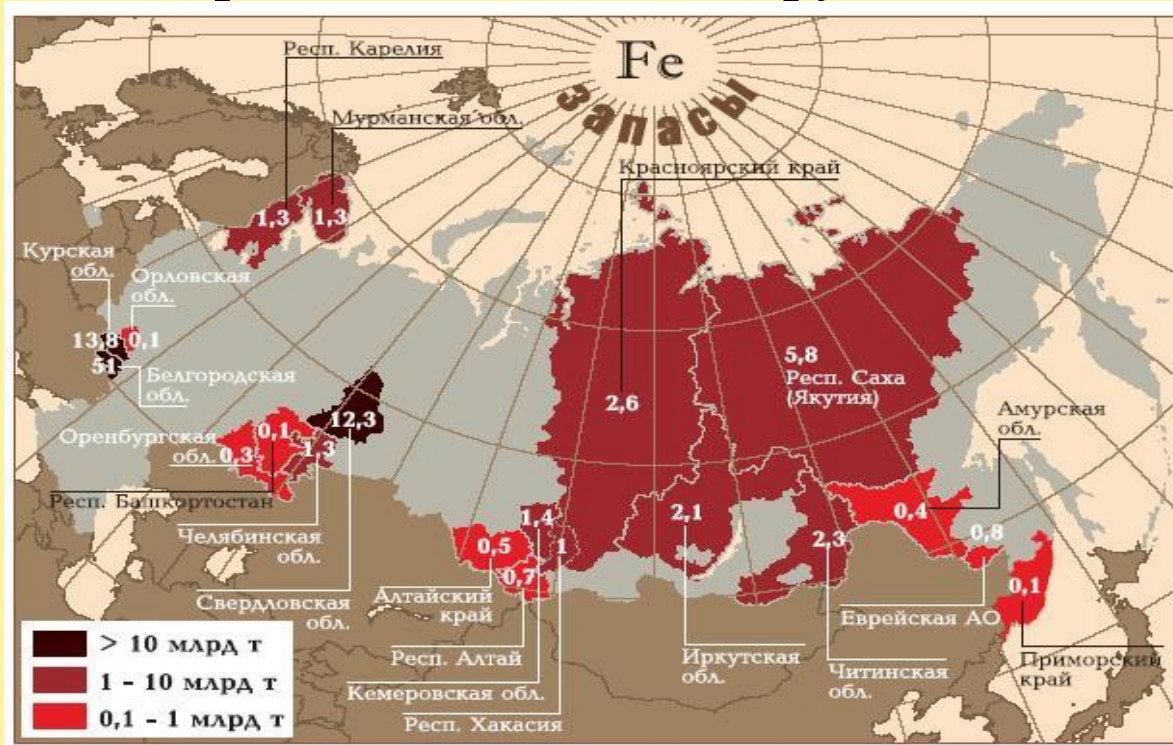 Fe
Запасы
Респ. Карелия
Мурманская обл.
Красноярский край
1,3
1,3
Курская
обл.
Орловская
обл.
13,8
0,1
51
Белгородская
обл.
5,8
Респ. Саха
(Якутия)
2,6
Амурская
обл.
12,3
Оренбургская
обл.
0,1
0,3
1,3
Респ. Башкортостан
Челябинская
обл.
Свердловская
обл.
1,4
1
0,5
0,7
2,1
2,3
0,4
0,8
0,1
Алтайский
край
Респ. Алтай
Кемеровская обл.
Респ. Хакасия
Иркутская
обл.
Читинская
обл.
Еврейская АО
Приморский
край
> 10 млрд т
1 – 10 млрд т
0,1 – 1 млрд т